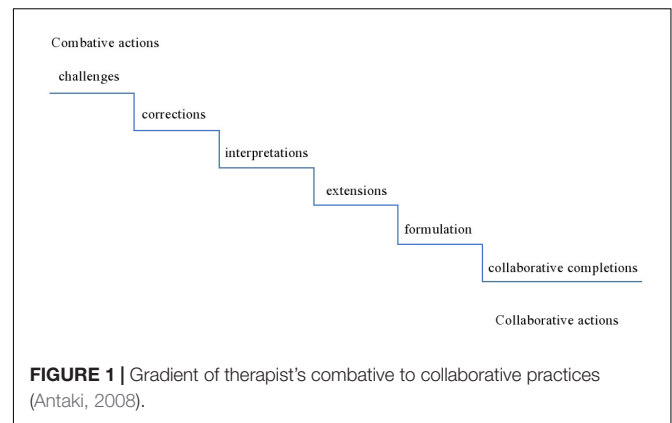 Combative actions
challenges
corrections
interpretations
extensions
formulation
collaborative completions
Collaborative actions
FIGURE 1 | Gradient of therapist’s combative to collaborative practices
(Antaki, 2008).